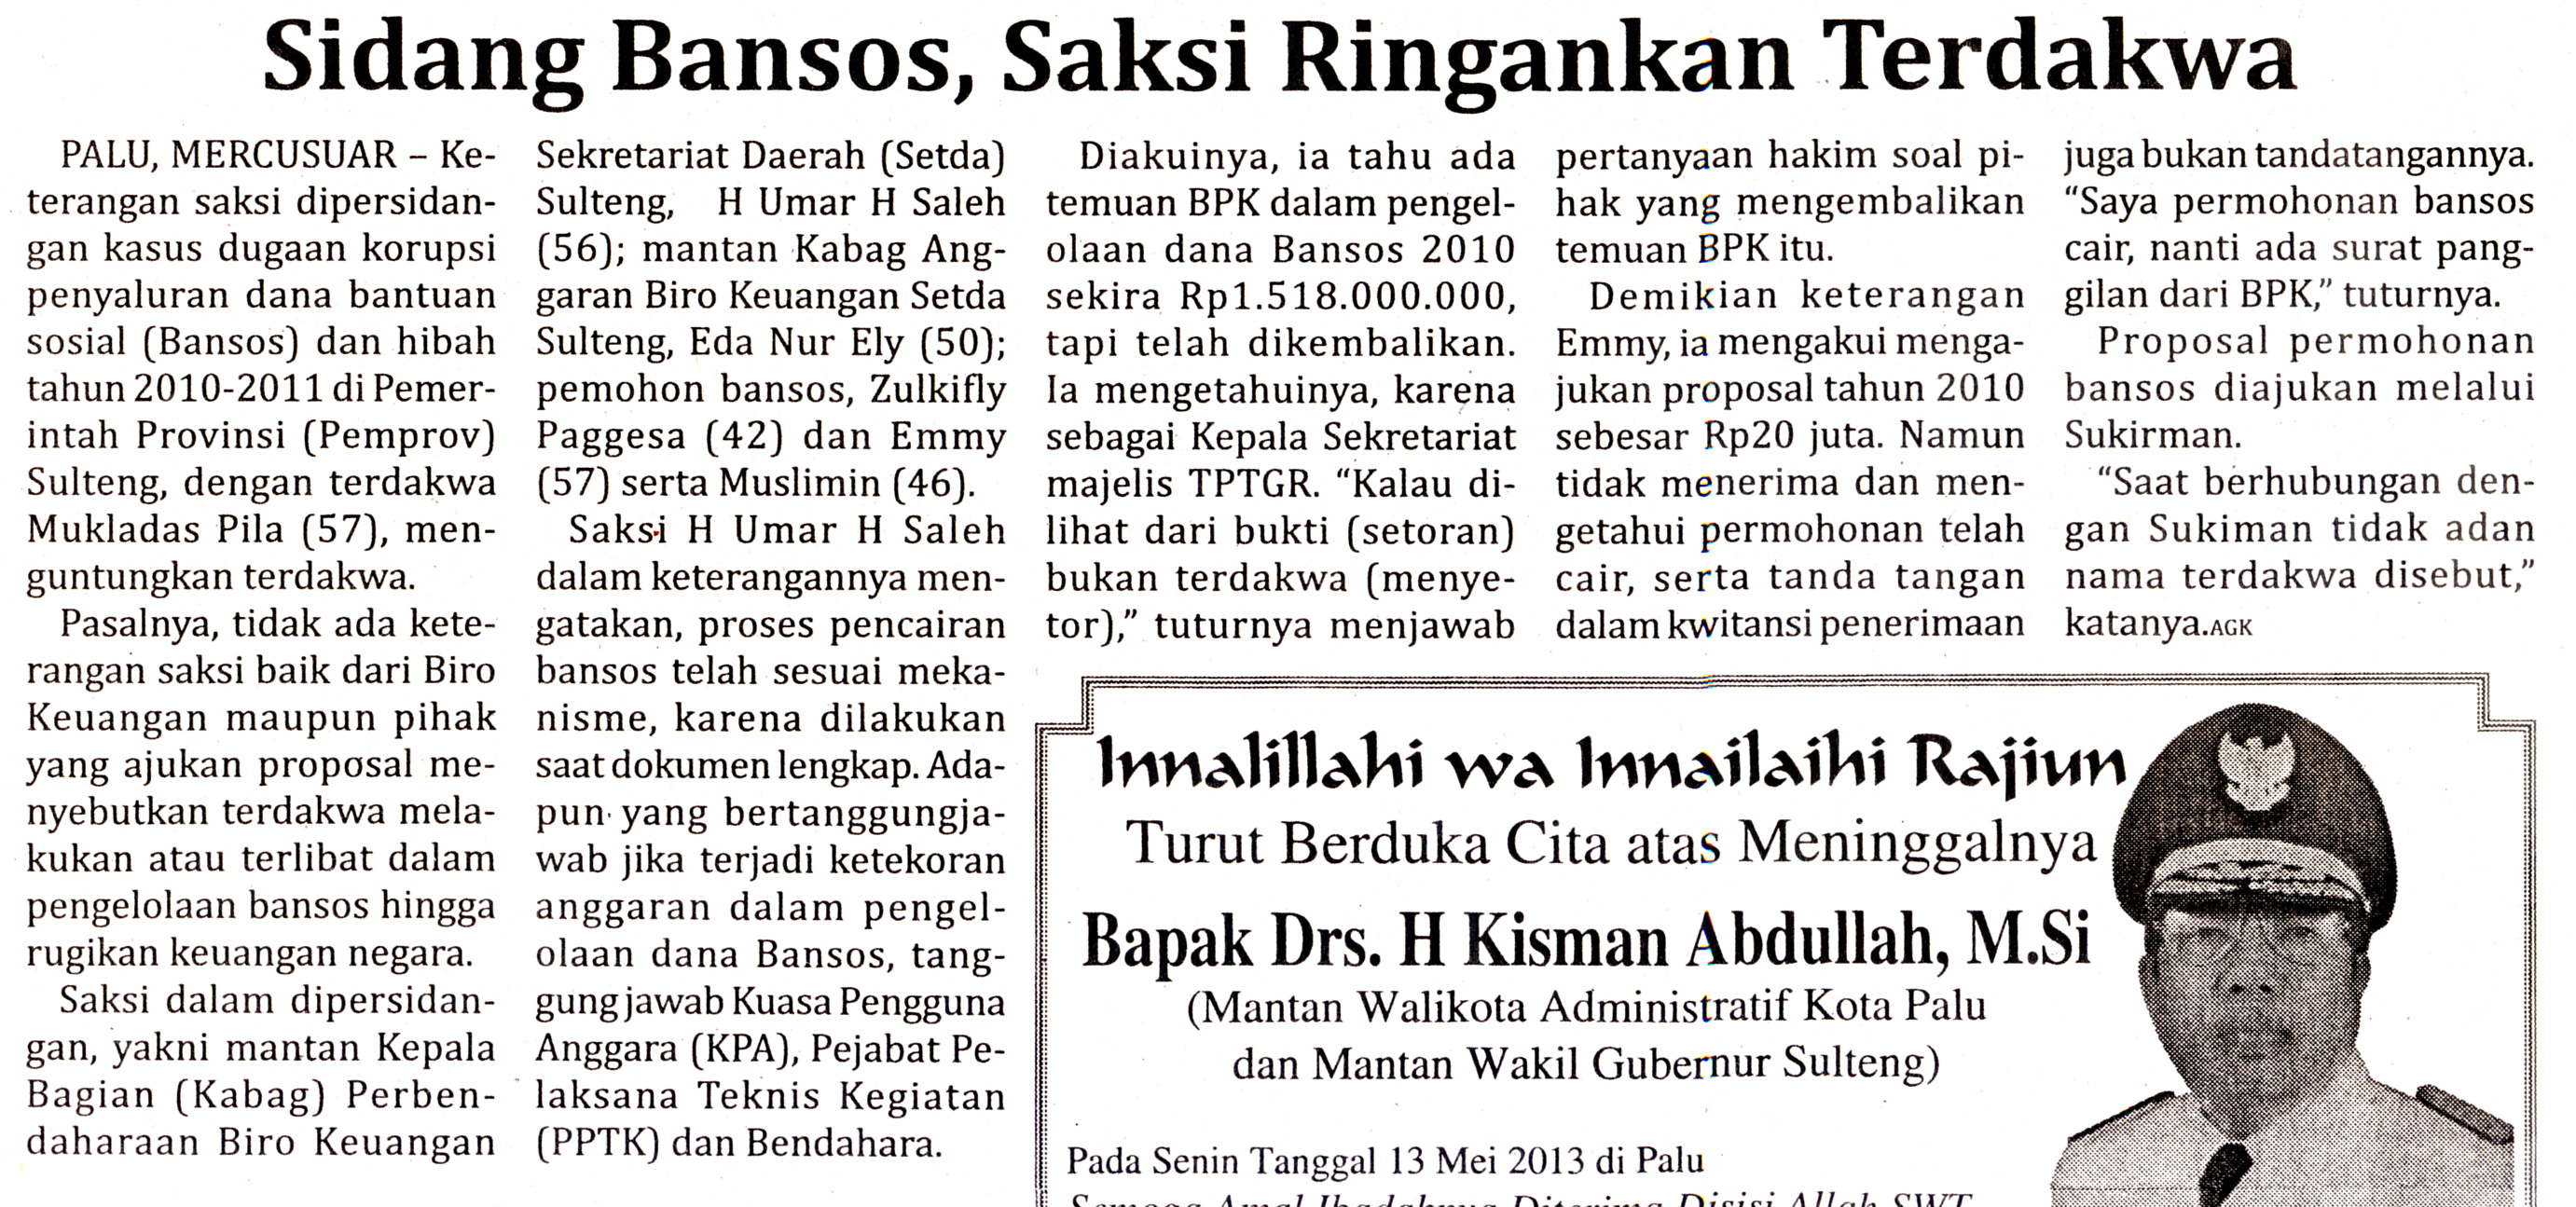 Sidang Bansos, Saksi Ringankan Terdakwa
PALU, MERCUSUAR – Ke-
terangan saksi dipersidan-
gan kasus dugaan korupsi
penyaluran dana bantuan
sosial (Bansos) dan hibah
tahun 2010-2011 di Pemer-
intah Provinsi (Pemprov)
Sulteng, dengan terdakwa
Mukladas Pila (57), men-
guntungkan terdakwa.
Pasalnya, tidak ada kete-
rangan saksi baik dari Biro
Keuangan maupun pihak
yang ajukan proposal me-
nyebutkan terdakwa mela-
kukan atau terlibat dalam
pengelolaan bansos hingga
rugikan keuangan negara.
Saksi dalam dipersidan-
gan, yakni mantan Kepala
Bagian (Kabag) Perben-
daharaan Biro Keuangan
Sekretariat Daerah (Setda)
Sulteng, H Umar H Saleh
(56); mantan Kabag Ang-
garan Biro Keuangan Setda
Sulteng, Eda Nur Ely (50);
pemohon bansos, Zulkifly
Paggesa (42) dan Emmy
(57) serta Muslimin (46).
Saksi H Umar H Saleh
dalam keterangannya men-
gatakan, proses pencairan
bansos telah sesuai meka-
nisme, karena dilakukan
saat dokumen lengkap. Ada-
pun yang bertanggungja-
wab jika terjadi ketekoran
anggaran dalam pengel-
olaan dana Bansos, tang-
gung jawab Kuasa Pengguna
Anggara (KPA), Pejabat Pe-
laksana Teknis Kegiatan
(PPTK) dan Bendahara.
Diakuinya, ia tahu ada
temuan BPK dalam pengel-
olaan dana Bansos 2010
sekira Rp1.518.000.000,
tapi telah dikembalikan.
Ia mengetahuinya, karena
sebagai Kepala Sekretariat
majelis TPTGR. “Kalau di-
lihat dari bukti (setoran)
bukan terdakwa (menye-
tor),” tuturnya menjawab
pertanyaan hakim soal pi-
hak yang mengembalikan
temuan BPK itu.
Demikian keterangan
Emmy, ia mengakui menga-
jukan proposal tahun 2010
sebesar Rp20 juta. Namun
tidak menerima dan men-
getahui permohonan telah
cair, serta tanda tangan
dalam kwitansi penerimaan
juga bukan tandatangannya.
“Saya permohonan bansos
cair, nanti ada surat pang-
gilan dari BPK,” tuturnya.
Proposal permohonan
bansos diajukan melalui
Sukirman.
“Saat berhubungan den-
gan Sukiman tidak adan
nama terdakwa disebut,”
katanya.AGK
Innalillahi wa Innailaihi Rajiun
Turut Berduka Cita atas Meninggalnya
Bapak Drs. H Kisman Abdullah, M.Si
(Mantan Walikota Administratif Kota Palu
dan Mantan Wakil Gubernur Sulteng)
Pada Senin Tanggal 13 Mei 2013 di Palu
Semoga Amal Ibadahnya Diterima Disisi Allah SWT